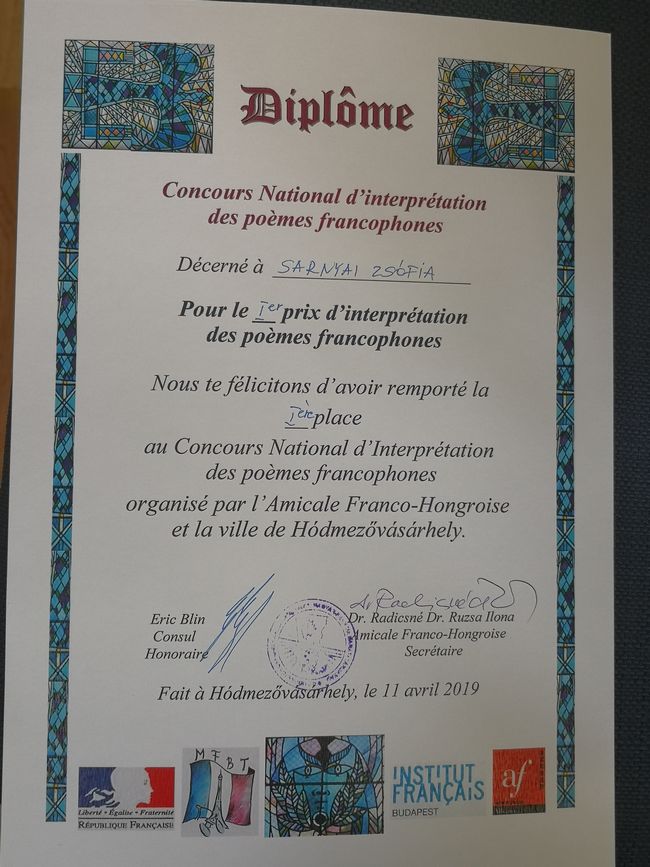 Diplôme
Concours National d'interprétation
des poèmes francophones
Décerné à SARNYAI ZSÓFIA
Pour le Ier prix d'interprétation
des poèmes francophones
Nous te félicitons d'avoir remporté la
Ière place
au Concours National d'Interprétation
des poèmes francophones
organisé par l'Amicale Franco-Hongroise
et la ville de Hódmezővásárhely.
Eric Blin
Consul
Honoraire
Dr. Radicsné Dr. Ruzsa Ilona
Amicale Franco-Hongroise
Secrétaire
Fait à Hódmezővásárhely, le 11 avril 2019
Liberté • Égalité • Fraternité
RÉPUBLIQUE FRANÇAISE
MFBT
INSTITUT
FRANÇAIS
BUDAPEST
af